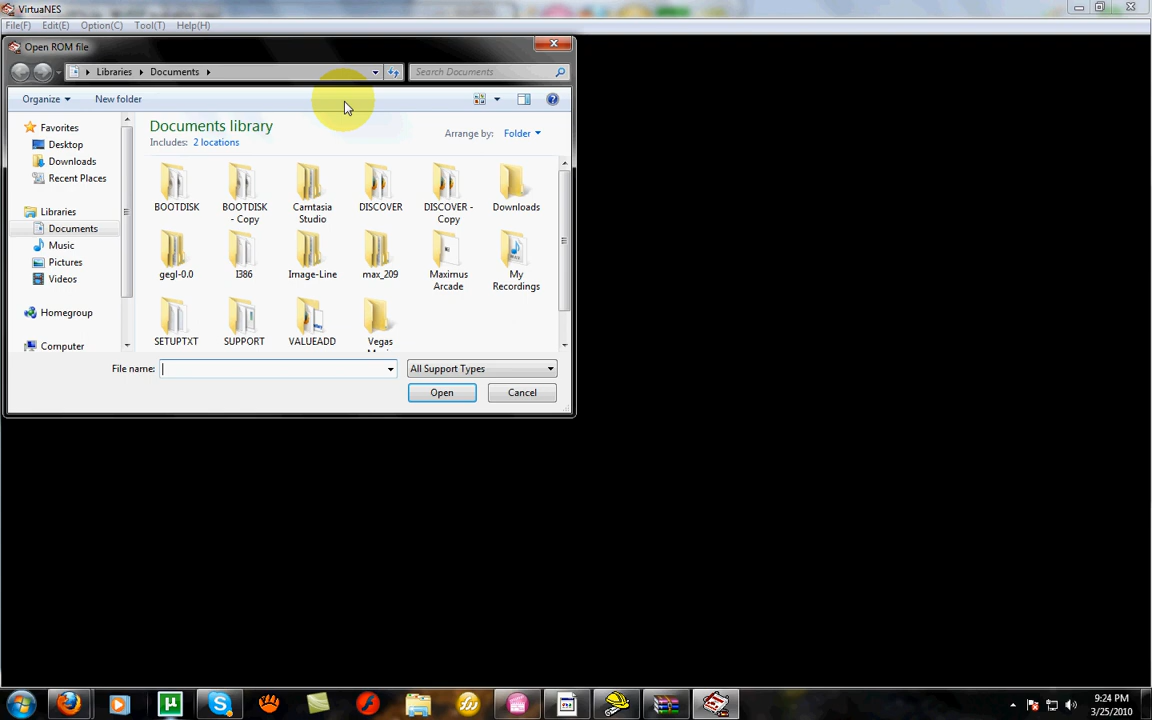 VirtuaNES
File(F) Edit(E) Option(C) Tool(T) Help(H)
Open ROM file
Libraries Documents
Search Documents
Organize New folder
Documents library
Includes: 2 locations
Arrange by: Folder
Favorites
Desktop
Downloads
Recent Places
Libraries
Documents
Music
Pictures
Videos
Homegroup
Computer
BOOTDISK
BOOTDISK - Copy
Camtasia Studio
DISCOVER
DISCOVER - Copy
Downloads
gegl-0.0
I386
Image-Line
max_209
Maximus Arcade
My Recordings
SETUPTXT
SUPPORT
VALUEADD
Vegas
File name:
All Support Types
Open Cancel
9:24 PM
3/25/2010